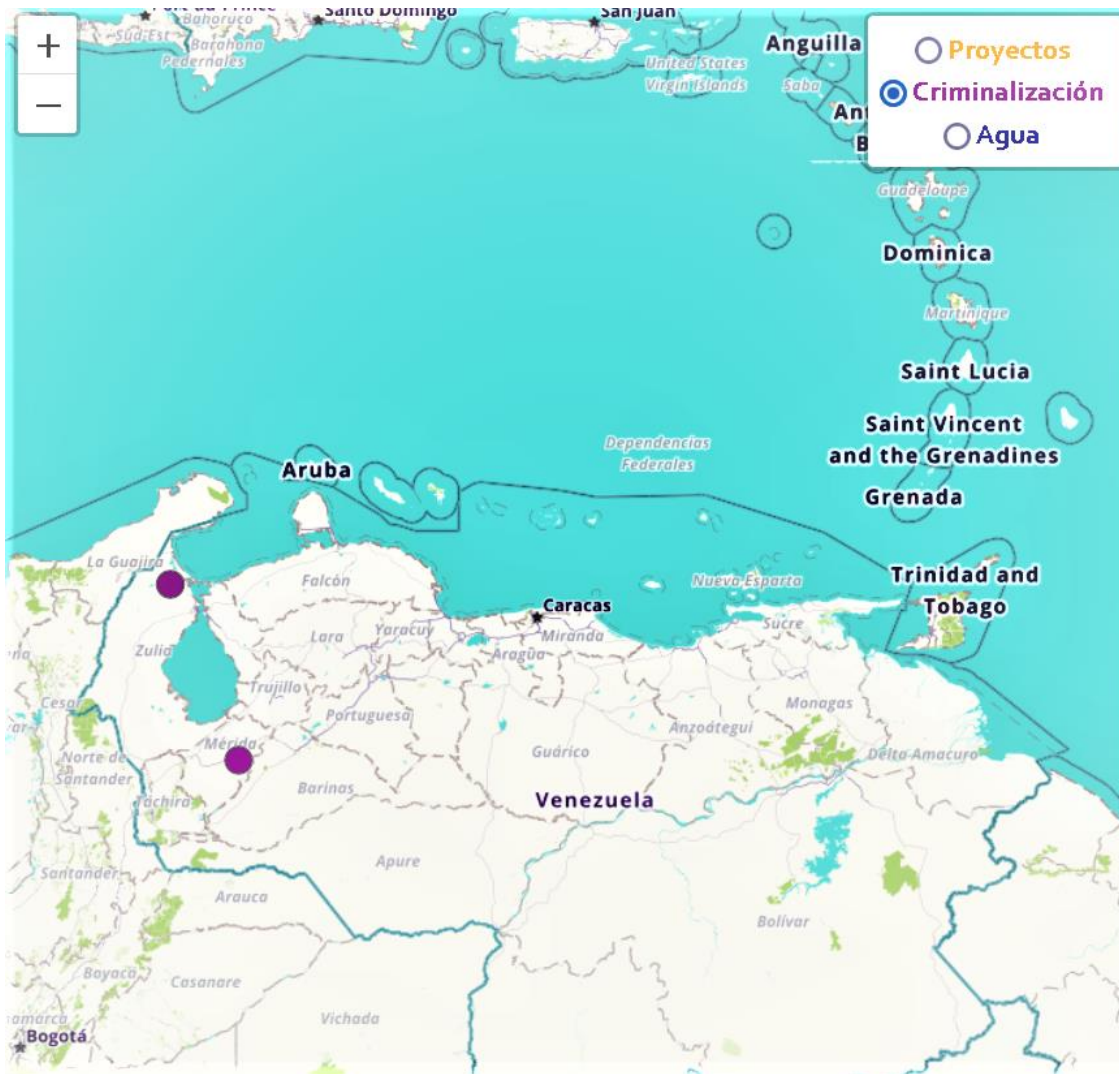 Santo Domingo
San Juan
Bahoruco
Sud-Est
Barahona
Pedernales
+
−
Anguilla
United States
Virgin Islands
Saba
Proyectos
Criminalización
Agua
Guadeloupe
Dominica
Martinique
Saint Lucia
Saint Vincent
and the Grenadines
Grenada
Dependencias
Federales
Aruba
La Guajira
Falcón
Nueva Esparta
Trinidad and
Tobago
Caracas
Lara
Yaracuy
Miranda
Sucre
Zulia
Aragua
Trujillo
Cesar
Portuguesa
Anzoátegui
Monagas
Mérida
Guárico
Delta Amacuro
Norte de
Santander
Barinas
Táchira
Venezuela
Apure
Santander
Arauca
Bolívar
Boyacá
Casanare
Vichada
Bogotá